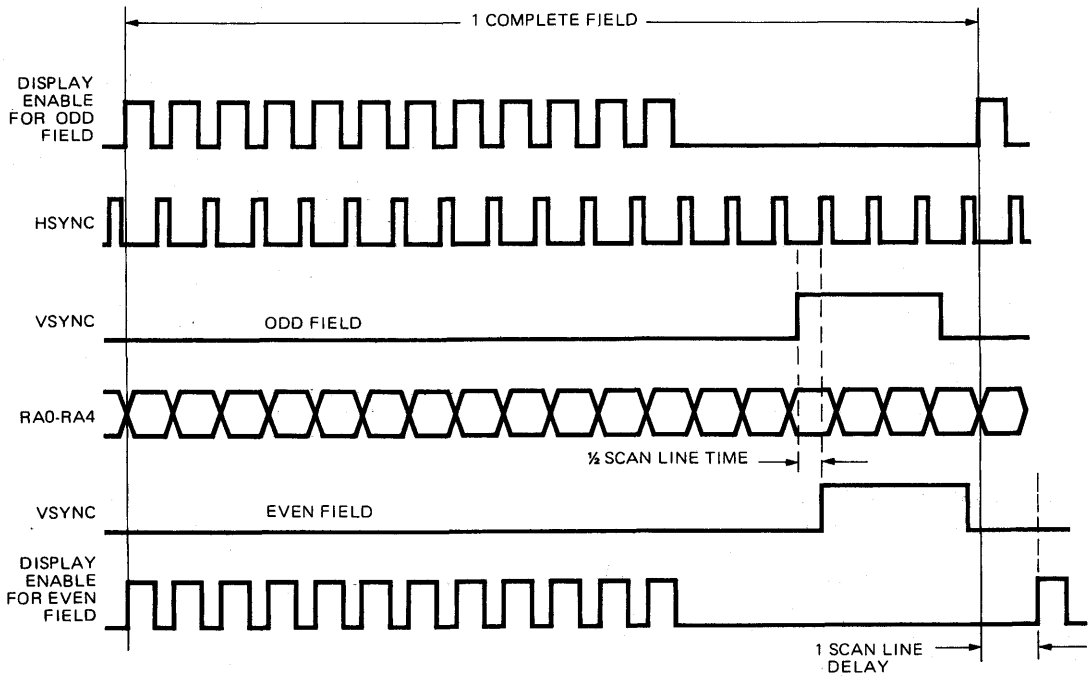 1 COMPLETE FIELD
DISPLAY
ENABLE
FOR ODD
FIELD
HSYNC
VSYNC
ODD FIELD
RA0-RA4
½ SCAN LINE TIME
VSYNC
EVEN FIELD
DISPLAY
ENABLE
FOR EVEN
FIELD
1 SCAN LINE
DELAY